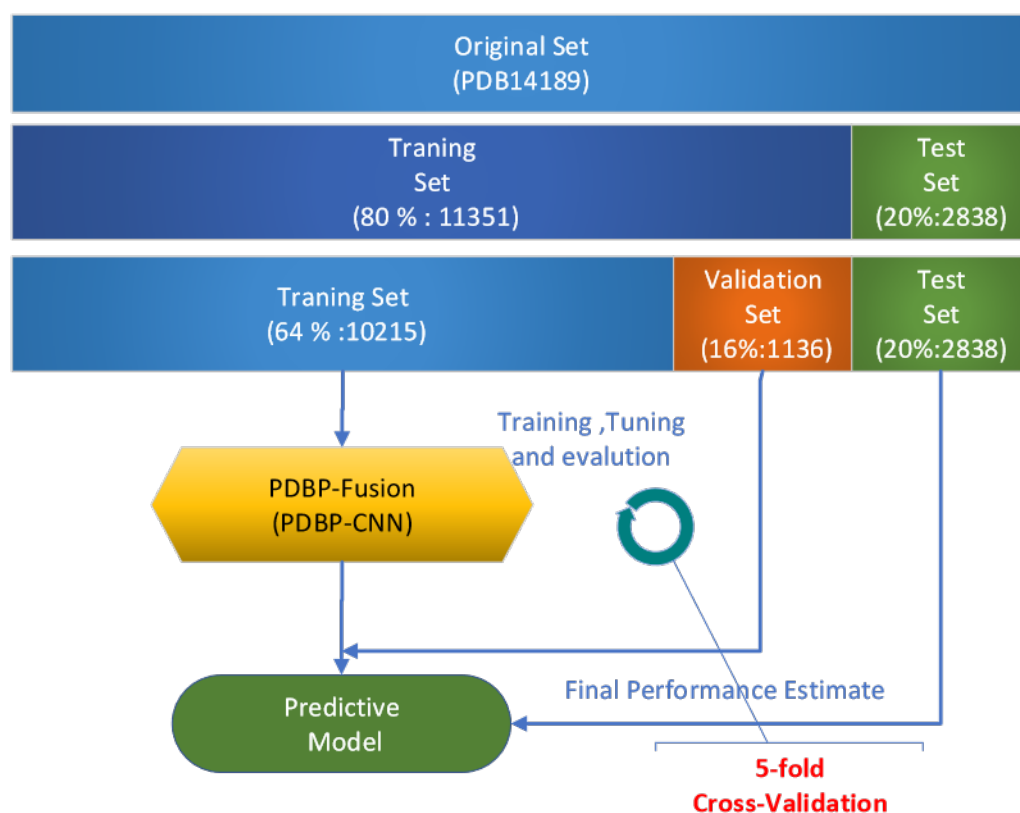 Original Set
(PDB14189)
Traning
Set
(80 % : 11351)
Test
Set
(20%:2838)
Traning Set
(64 % :10215)
Validation
Set
(16%:1136)
Test
Set
(20%:2838)
Training ,Tuning
and evalution
PDBP-Fusion
(PDBP-CNN)
Final Performance Estimate
Predictive
Model
5-fold
Cross-Validation